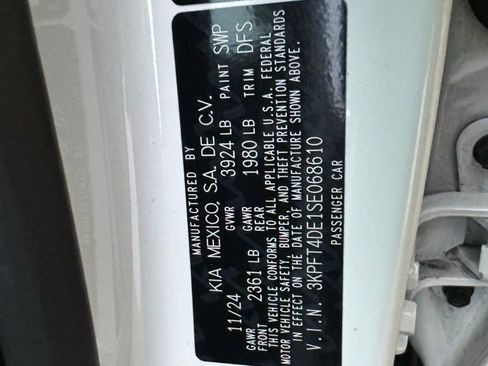 MANUFACTURED BY
KIA MEXICO, S.A. DE C.V.
11/24 GVWR 3924 LB PAINT SWP
GAWR FRONT 2361 LB GAWR REAR 1980 LB TRIM DFS
THIS VEHICLE CONFORMS TO ALL APPLICABLE U.S.A. FEDERAL
MOTOR VEHICLE SAFETY, BUMPER, AND THEFT PREVENTION STANDARDS
IN EFFECT ON THE DATE OF MANUFACTURE SHOWN ABOVE.
V.I.N. 3KPFT4DE1SE068610
PASSENGER CAR